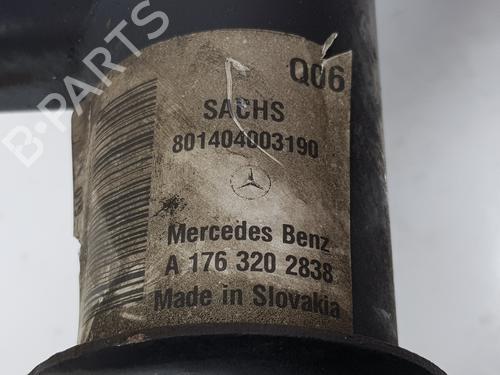 B-PARTS
Q06
SACHS
801404003190
Mercedes Benz
A 176 320 2838
Made in Slovakia